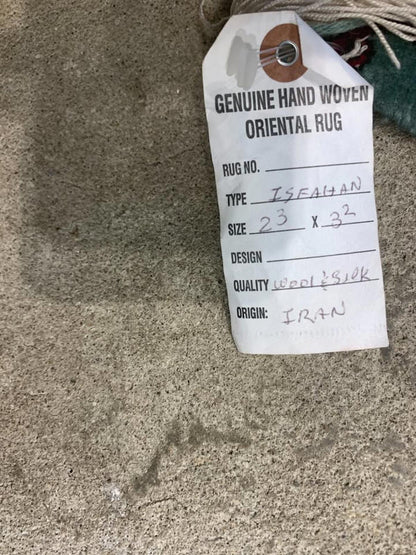 GENUINE HAND WOVEN
ORIENTAL RUG
RUG NO.
TYPE ISFAHAN
SIZE 2³ X 3²
DESIGN
QUALITY WOOL & SILK
ORIGIN: IRAN